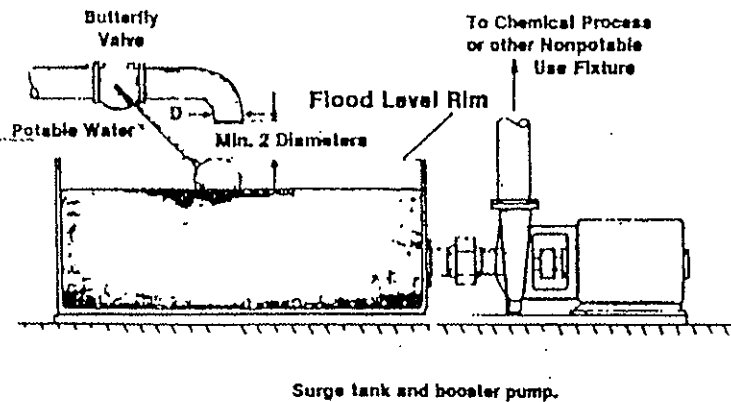 Butterfly
Valve
To Chemical Process
or other Nonpotable
Use Fixture
D
Flood Level Rim
Potable Water
Min. 2 Diameters
Surge tank and booster pump.